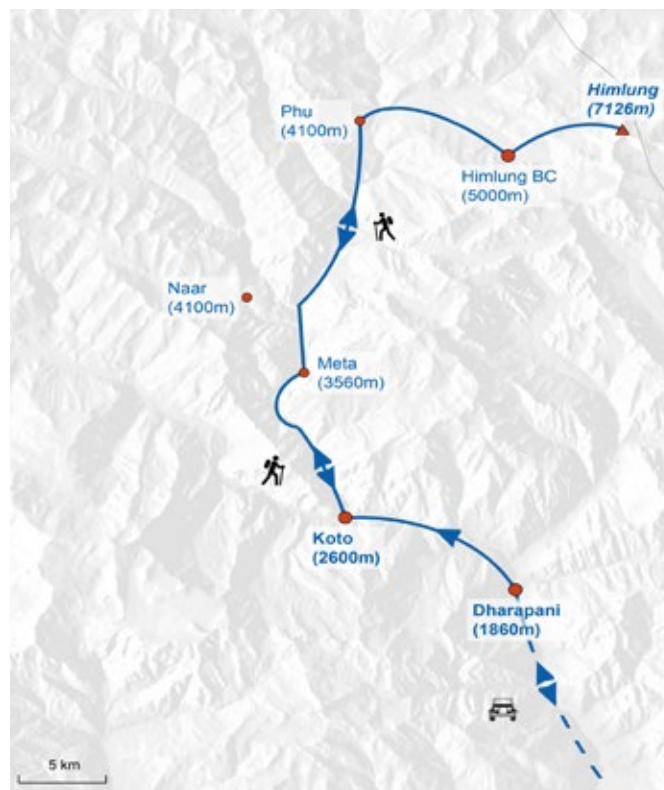 Himlung
(7126m)
Phu
(4100m)
Himlung BC
(5000m)
Naar
(4100m)
Meta
(3560m)
Koto
(2600m)
Dharapani
(1860m)
5 km